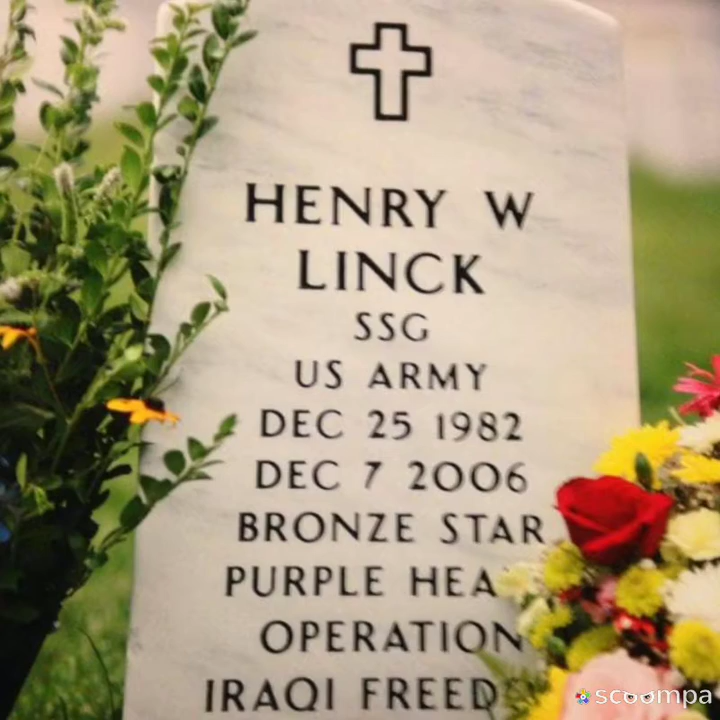 HENRY W
LINCK
SSG
US ARMY
DEC 25 1982
DEC 7 2006
BRONZE STAR
PURPLE HEA
OPERATION
IRAQI FREED
scoompa